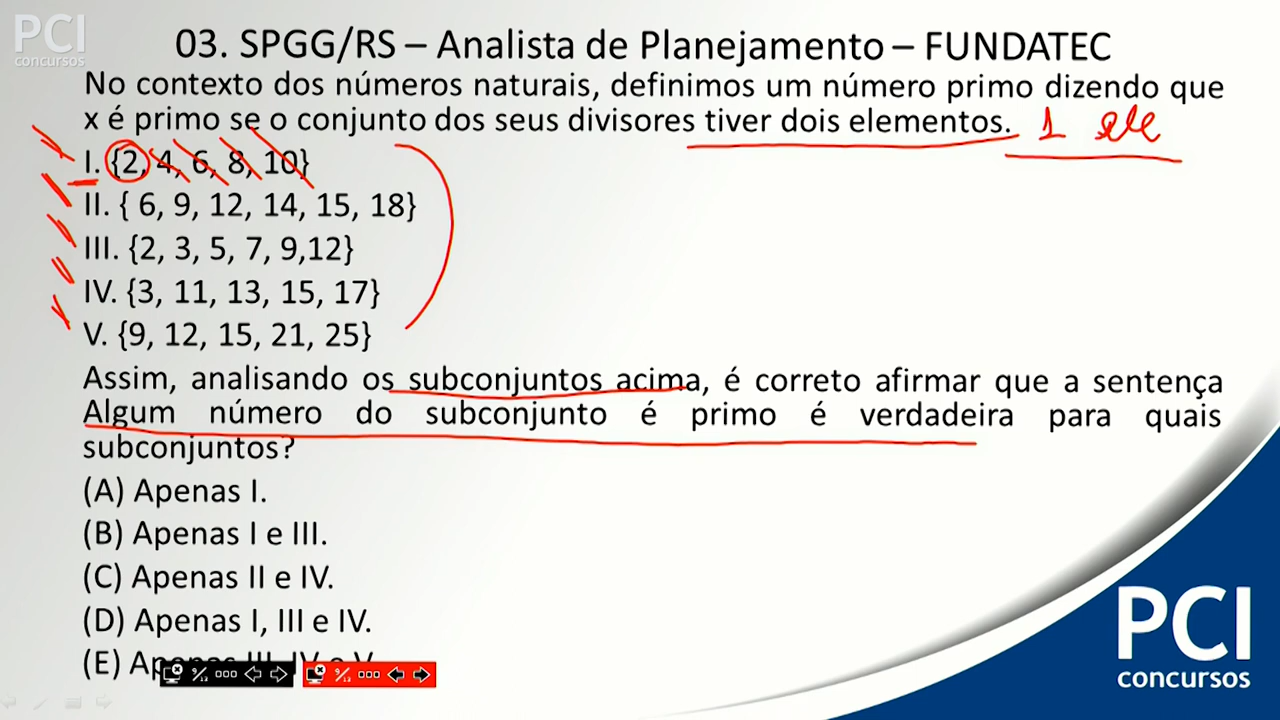 PCI
concursos
03. SPGG/RS – Analista de Planejamento – FUNDATEC
No contexto dos números naturais, definimos um número primo dizendo que
x é primo se o conjunto dos seus divisores tiver dois elementos. 1 ele
I. {2, 4, 6, 8, 10}
II. { 6, 9, 12, 14, 15, 18}
III. {2, 3, 5, 7, 9,12}
IV. {3, 11, 13, 15, 17}
V. {9, 12, 15, 21, 25}
Assim, analisando os subconjuntos acima, é correto afirmar que a sentença
Algum número do subconjunto é primo é verdadeira para quais
subconjuntos?
(A) Apenas I.
(B) Apenas I e III.
(C) Apenas II e IV.
(D) Apenas I, III e IV.
(E)
PCI
concursos